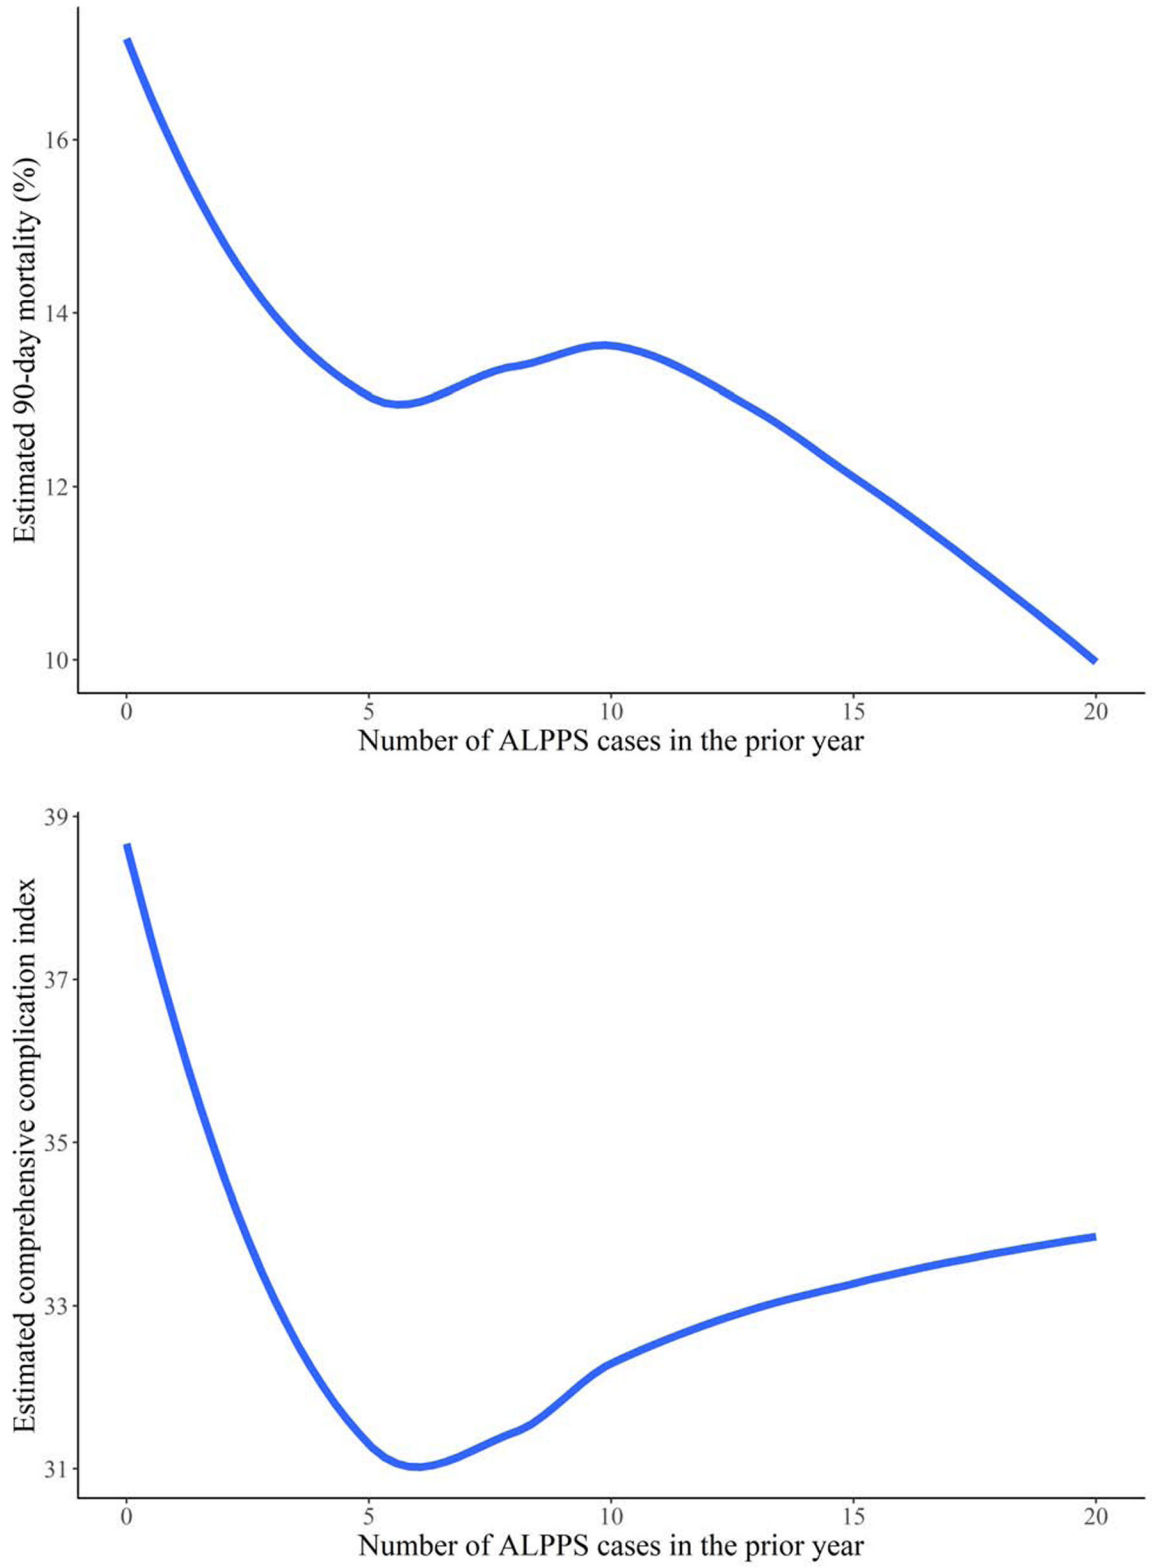 Estimated 90-day mortality (%)
16
14
12
10
0 5 10 15 20
Number of ALPPS cases in the prior year
Estimated comprehensive complication index
39
37
35
33
31
0 5 10 15 20
Number of ALPPS cases in the prior year